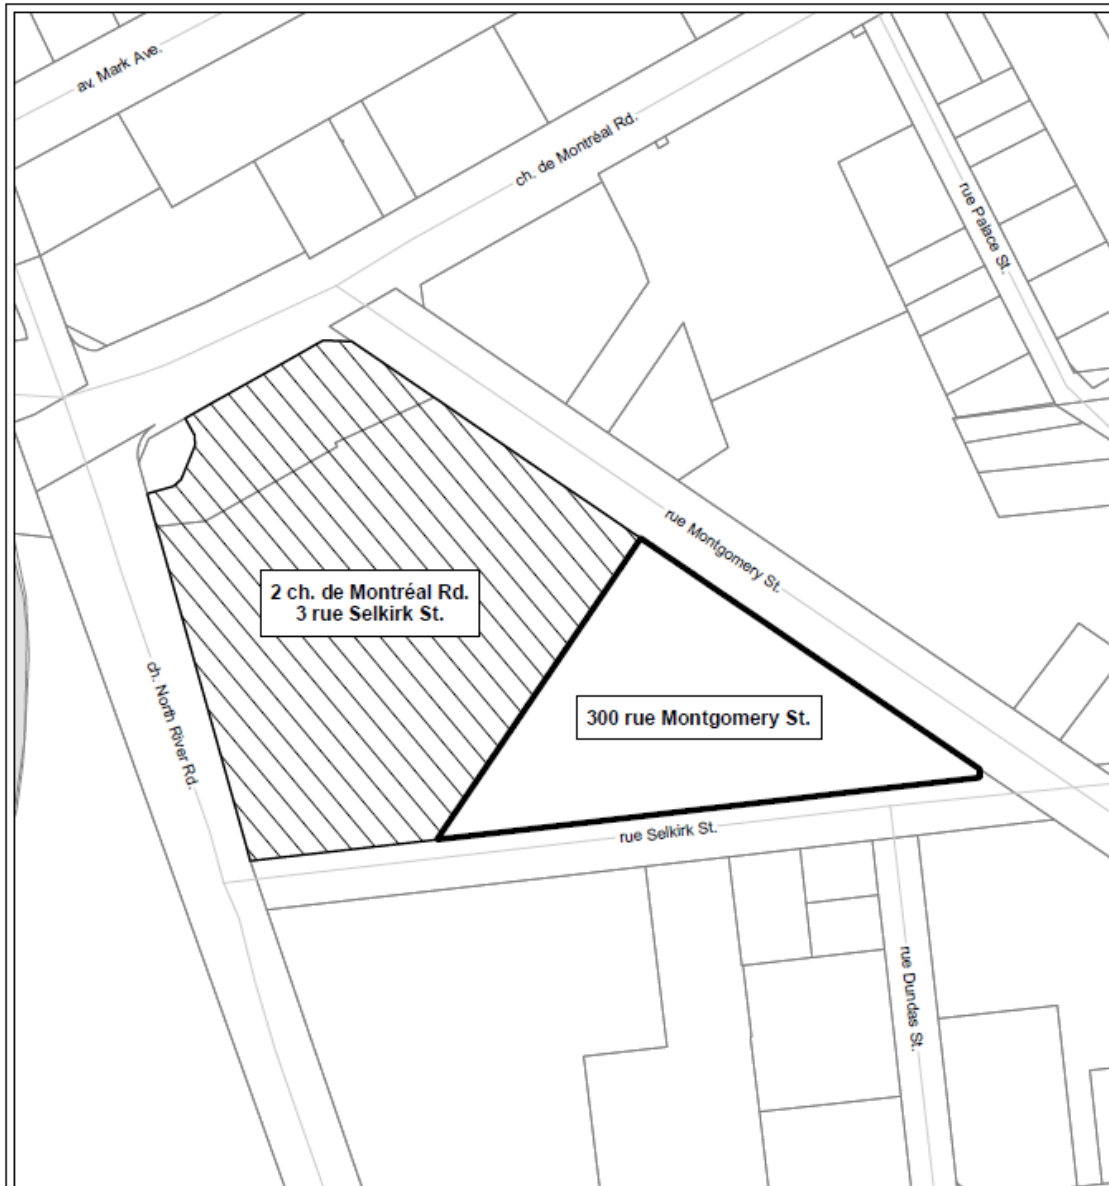 av. Mark Ave.
ch. de Montréal Rd.
rue Palace St.
rue Montgomery St.
2 ch. de Montréal Rd.
3 rue Selkirk St.
ch. North River Rd.
300 rue Montgomery St.
rue Selkirk St.
rue Dundas St.